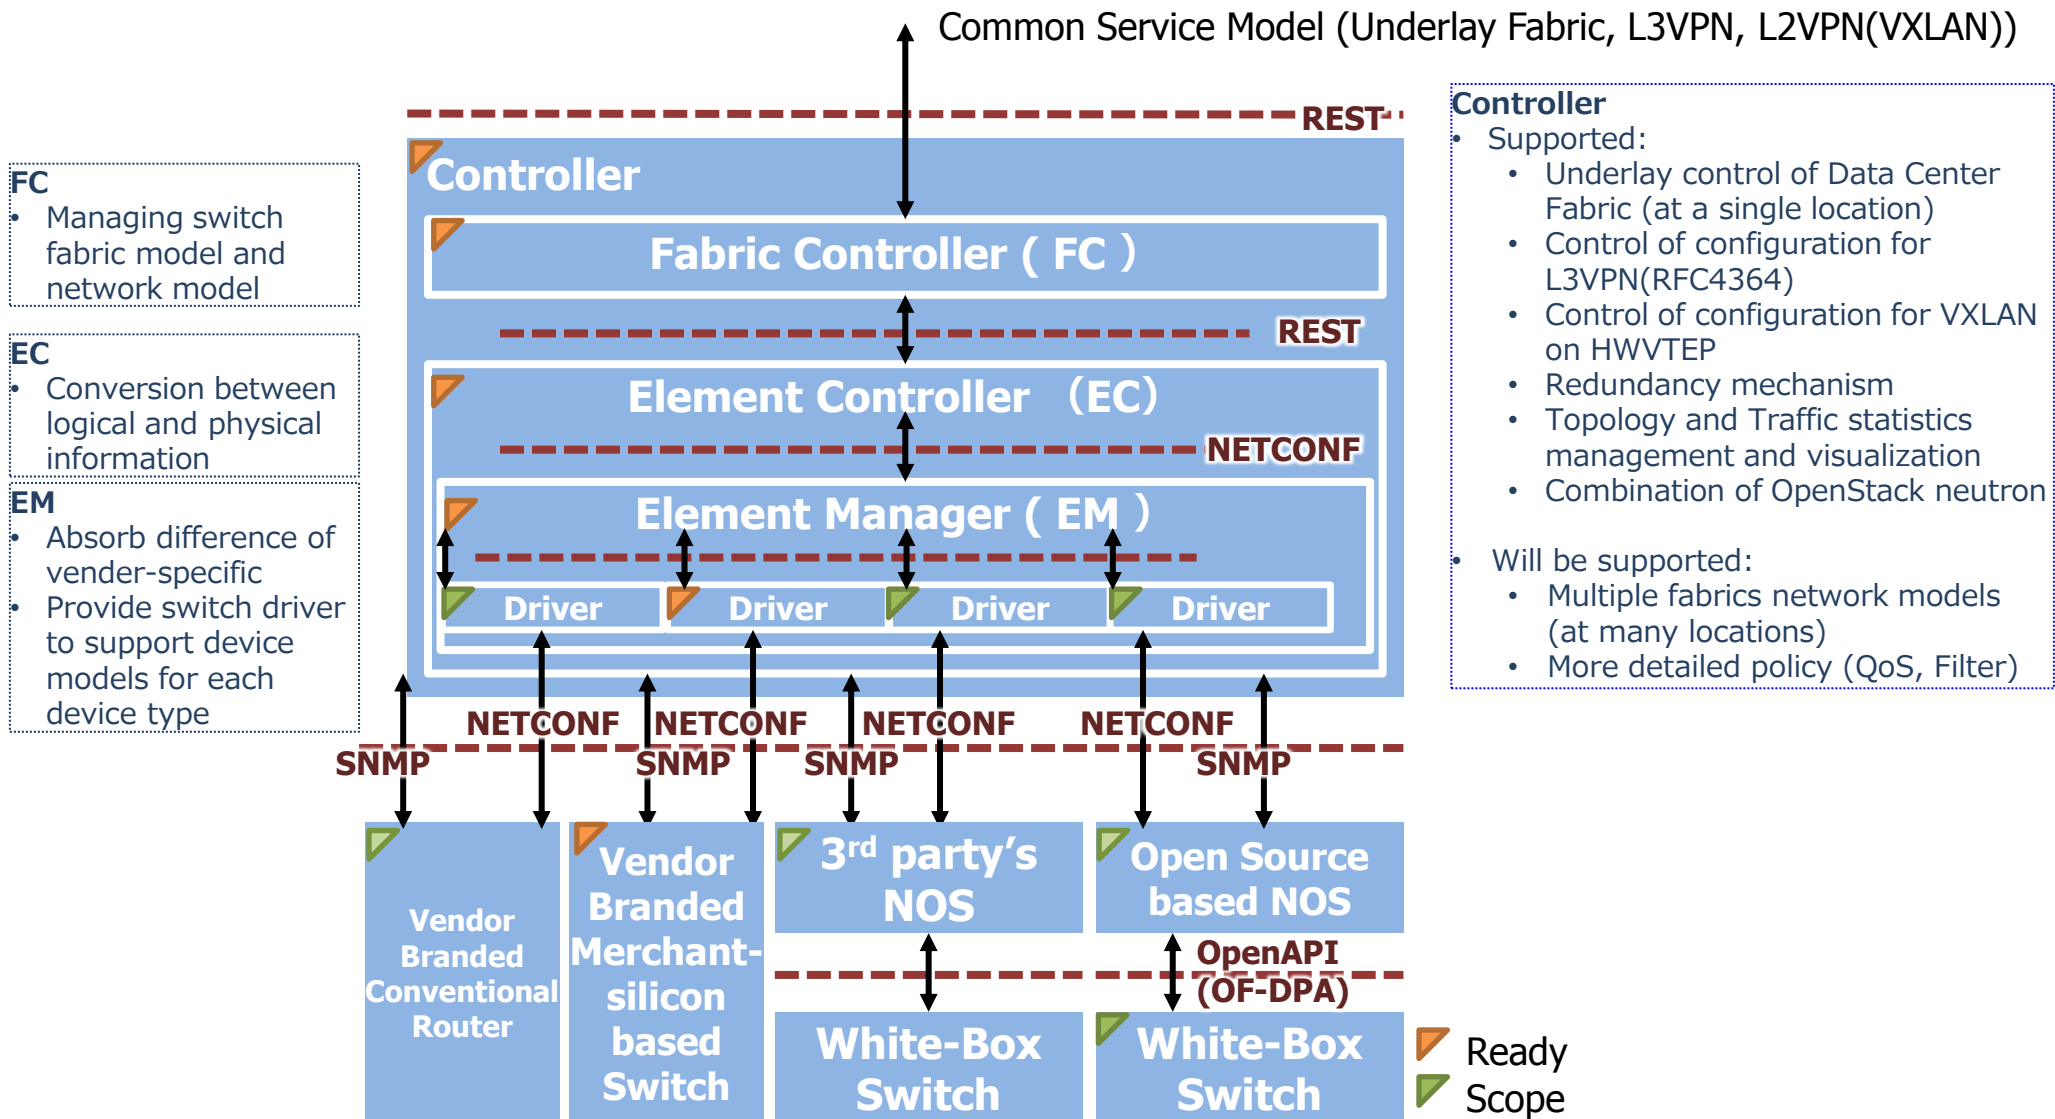 Common Service Model (Underlay Fabric, L3VPN, L2VPN(VXLAN))
REST
Controller
Fabric Controller ( FC )
REST
Element Controller (EC)
NETCONF
Element Manager ( EM )
Driver
Driver
Driver
Driver
NETCONF
NETCONF
NETCONF
NETCONF
SNMP
SNMP
SNMP
SNMP
Vendor
Branded
Conventional
Router
Vendor
Branded
Merchant-
silicon
based
Switch
3rd party’s
NOS
Open Source
based NOS
OpenAPI
(OF-DPA)
White-Box
Switch
White-Box
Switch
Ready
Scope
FC
• Managing switch
fabric model and
network model
EC
• Conversion between
logical and physical
information
EM
• Absorb difference of
vender-specific
• Provide switch driver
to support device
models for each
device type
Controller
• Supported:
• Underlay control of Data Center
Fabric (at a single location)
• Control of configuration for
L3VPN(RFC4364)
• Control of configuration for VXLAN
on HWVTEP
• Redundancy mechanism
• Topology and Traffic statistics
management and visualization
• Combination of OpenStack neutron
• Will be supported:
• Multiple fabrics network models
(at many locations)
• More detailed policy (QoS, Filter)